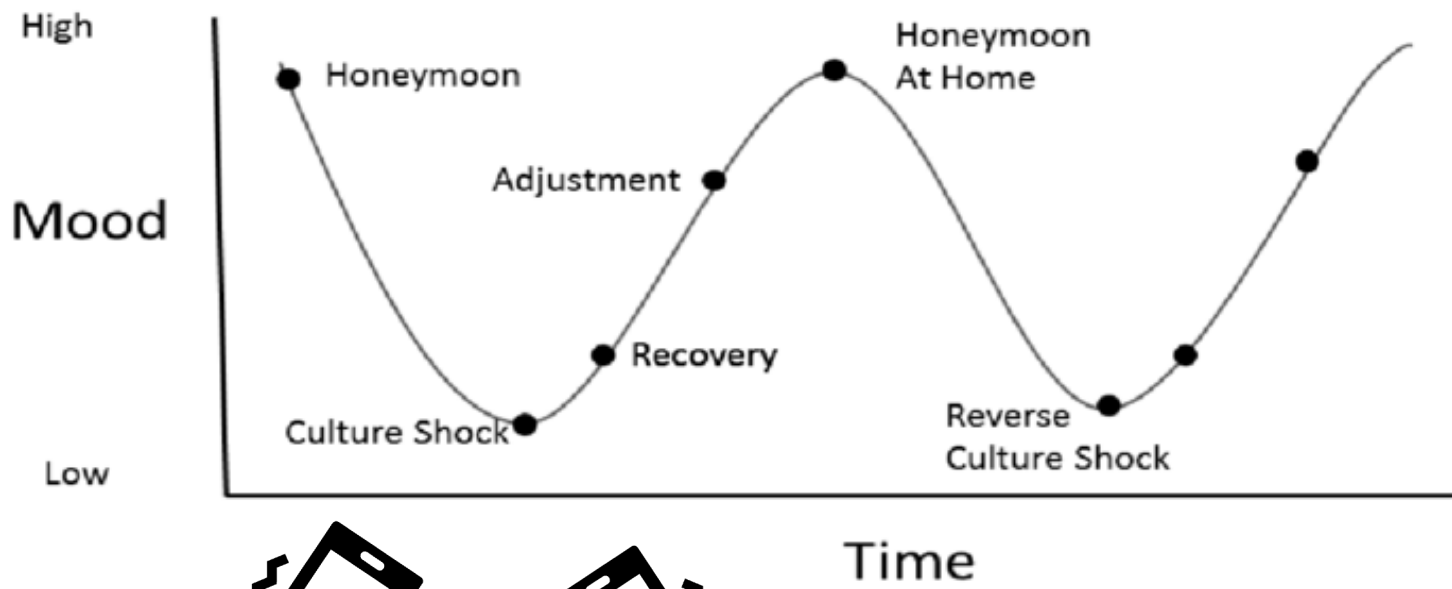 High
Honeymoon
Honeymoon
At Home
Adjustment
Mood
Recovery
Culture Shock
Reverse
Culture Shock
Low
Time